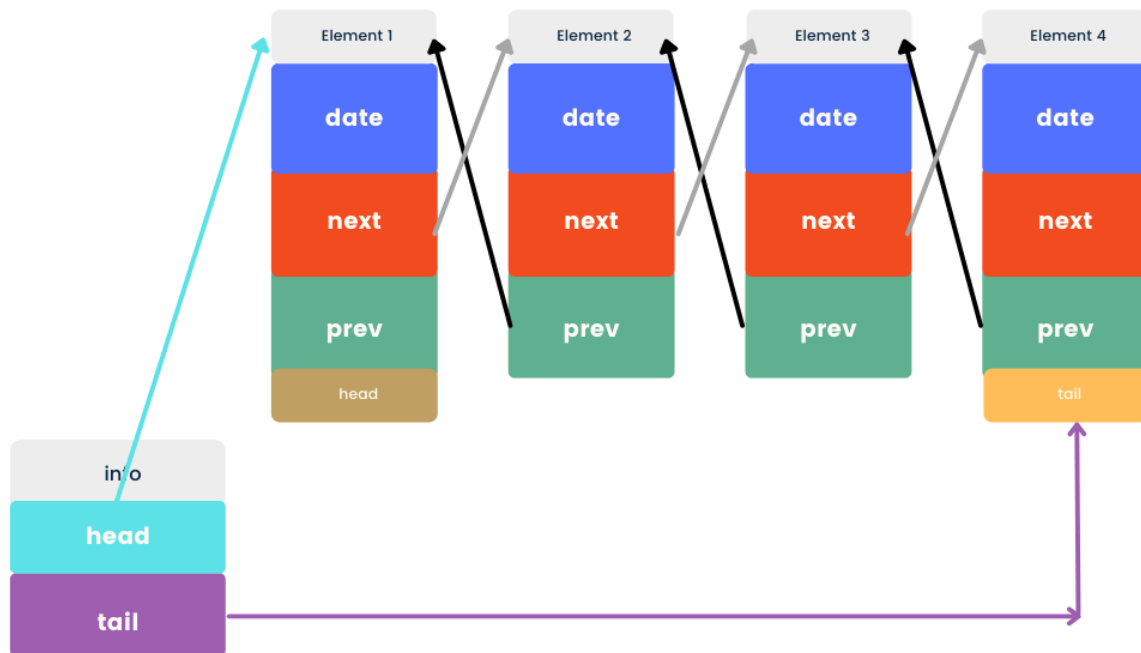 Element 1
Element 2
Element 3
Element 4
date
date
date
date
next
next
next
next
prev
prev
prev
prev
head
tail
info
head
tail